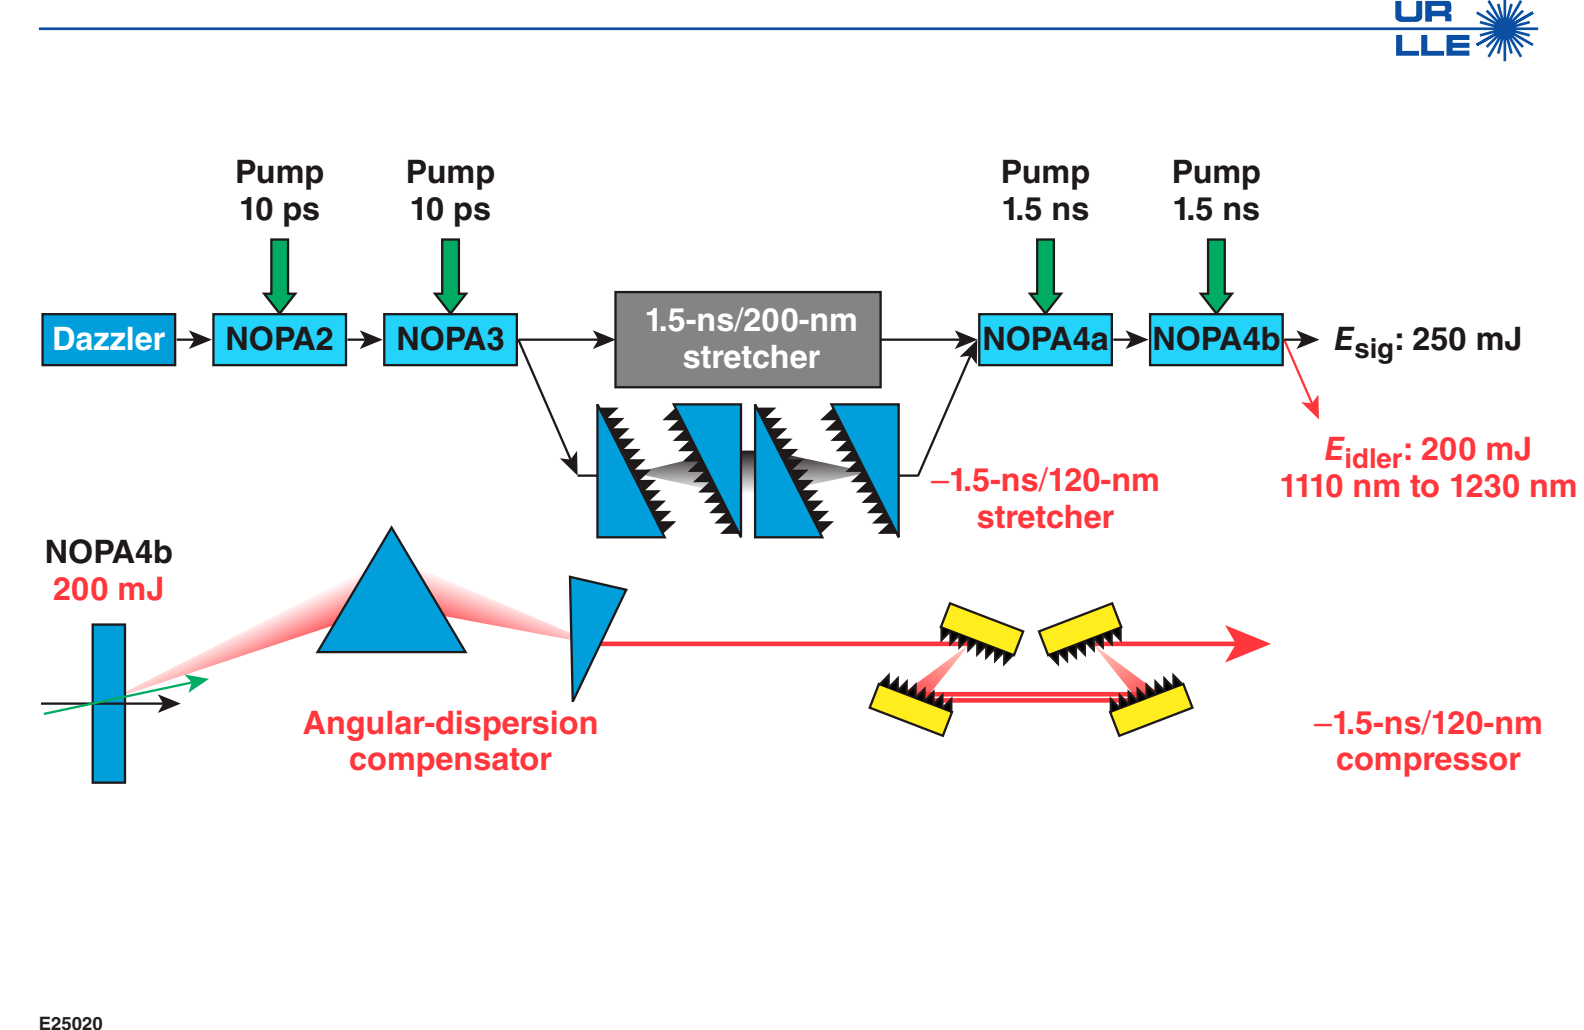 UR
LLE
Pump
10 ps
Pump
10 ps
Pump
1.5 ns
Pump
1.5 ns
Dazzler
NOPA2
NOPA3
1.5-ns/200-nm
stretcher
NOPA4a
NOPA4b
Esig: 250 mJ
Eidler: 200 mJ
1110 nm to 1230 nm
–1.5-ns/120-nm
stretcher
NOPA4b
200 mJ
Angular-dispersion
compensator
–1.5-ns/120-nm
compressor
E25020